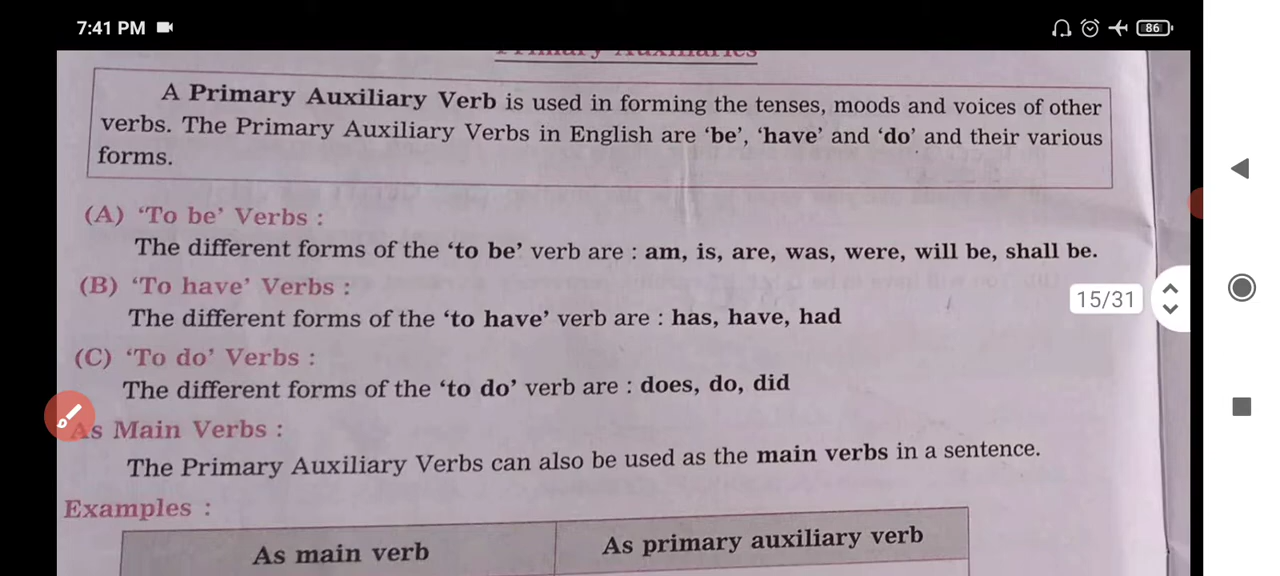 7:41 PM
86
Primary Auxiliaries
A Primary Auxiliary Verb is used in forming the tenses, moods and voices of other
verbs. The Primary Auxiliary Verbs in English are ‘be’, ‘have’ and ‘do’ and their various
forms.
(A) ‘To be’ Verbs :
The different forms of the ‘to be’ verb are : am, is, are, was, were, will be, shall be.
(B) ‘To have’ Verbs :
The different forms of the ‘to have’ verb are : has, have, had
15/31
(C) ‘To do’ Verbs :
The different forms of the ‘to do’ verb are : does, do, did
As Main Verbs :
The Primary Auxiliary Verbs can also be used as the main verbs in a sentence.
Examples :
As main verb
As primary auxiliary verb